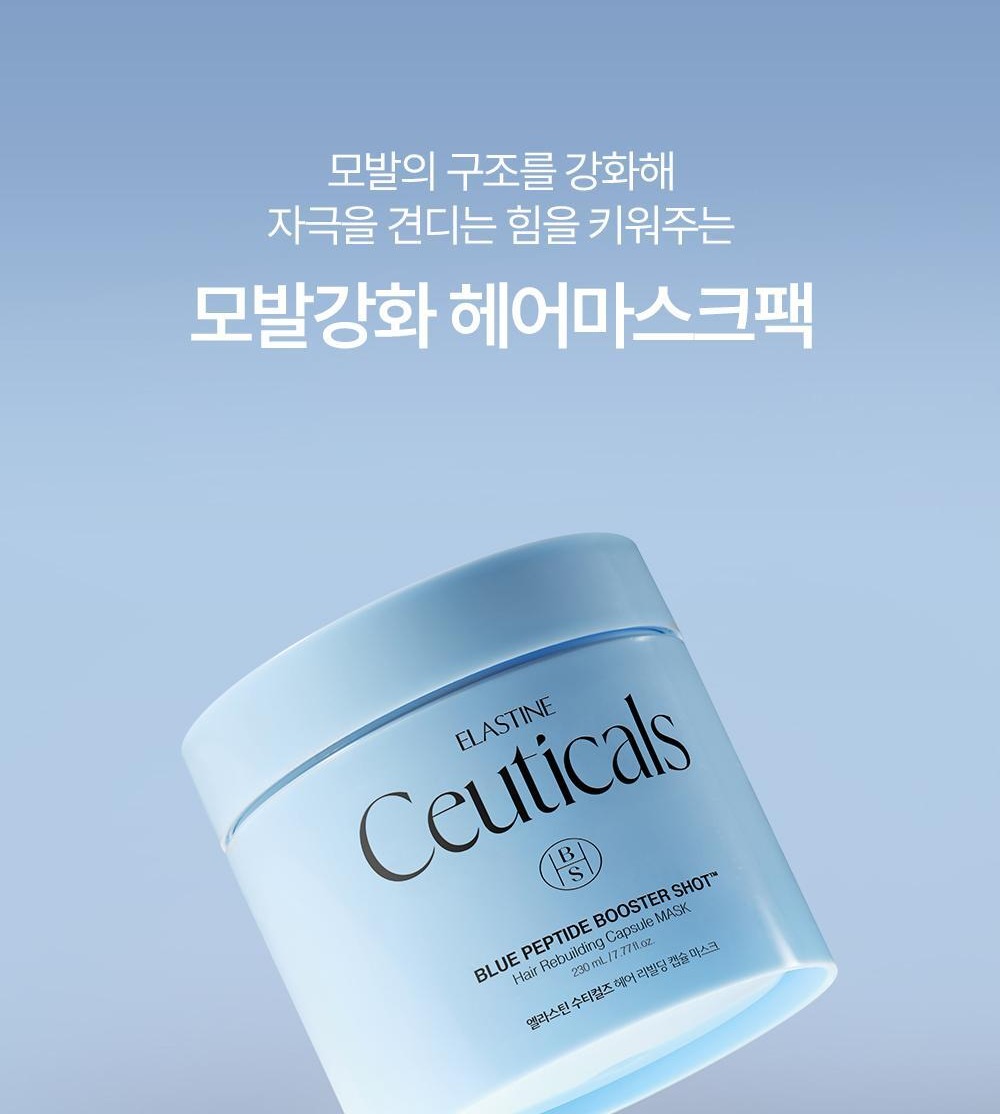 모발의 구조를 강화해
자극을 견디는 힘을 키워주는
모발강화 헤어마스크팩
ELASTINE
Ceuticals
B
S
BLUE PEPTIDE BOOSTER SHOT™
Hair Rebuilding Capsule MASK
230 mL / 7.77 fl.oz.
엘라스틴 수티컬즈 헤어 리빌딩 캡슐 마스크